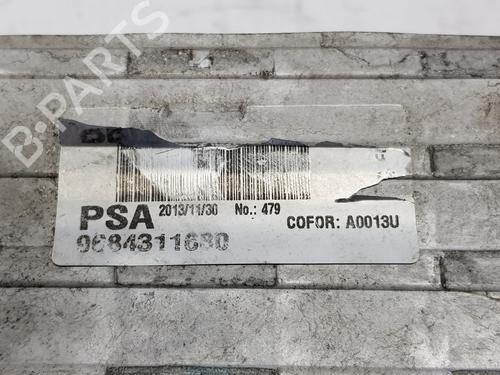 B-PARTS
PSA 2013/11/30 No.: 479
COFOR: A0013U
9684311680